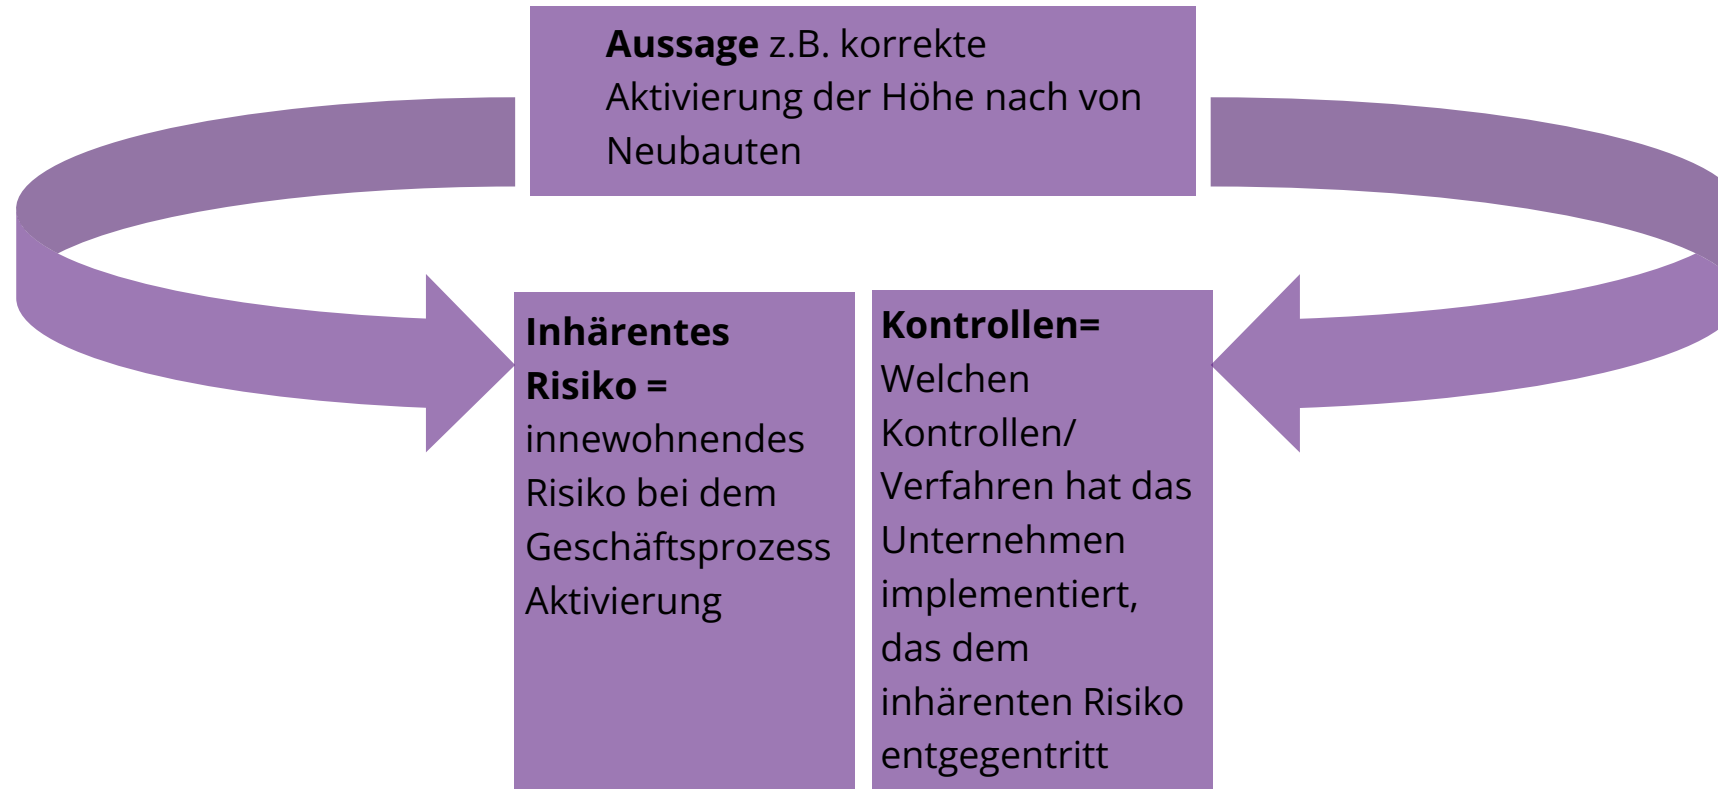 Aussage z.B. korrekte
Aktivierung der Höhe nach von
Neubauten
Inhärentes
Risiko =
innewohnendes
Risiko bei dem
Geschäftsprozess
Aktivierung
Kontrollen=
Welchen
Kontrollen/
Verfahren hat das
Unternehmen
implementiert,
das dem
inhärenten Risiko
entgegentritt